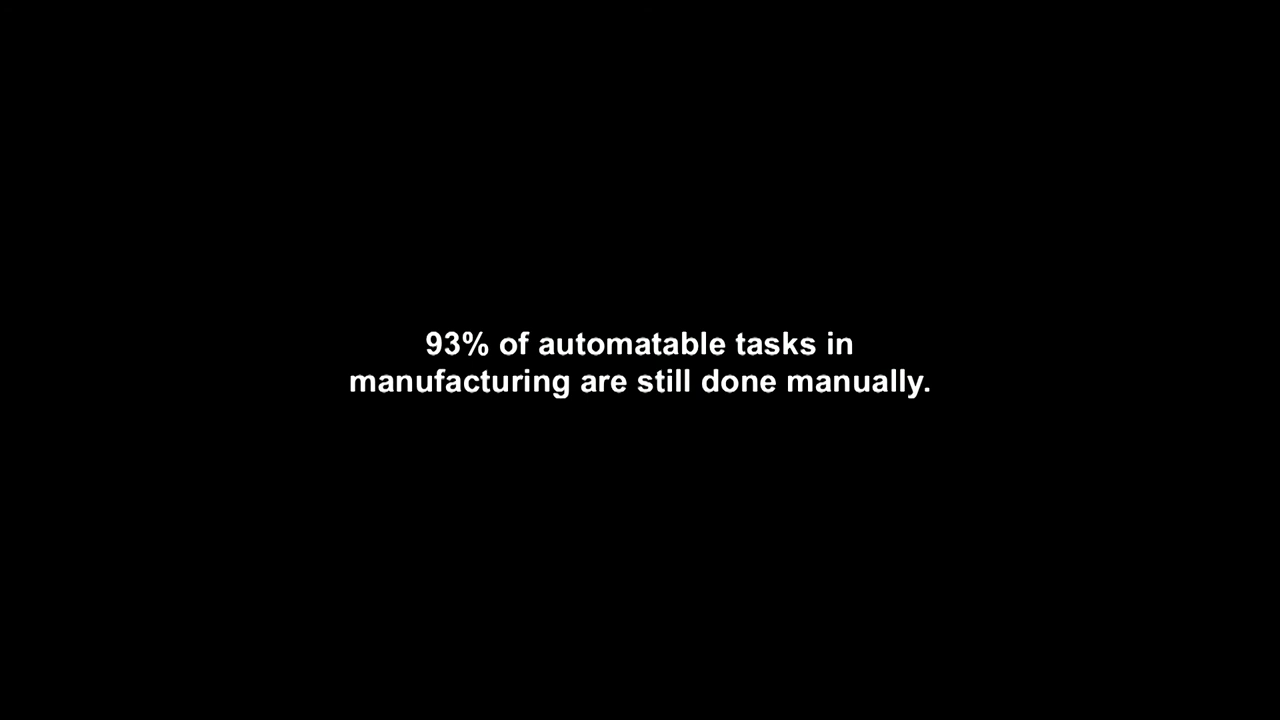 93% of automatable tasks in
manufacturing are still done manually.